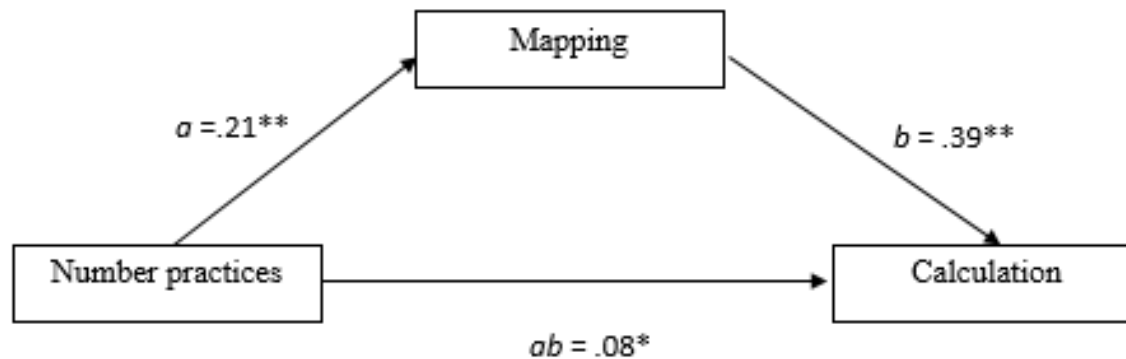 Mapping
a =.21**
b = .39**
Number practices
Calculation
ab = .08*